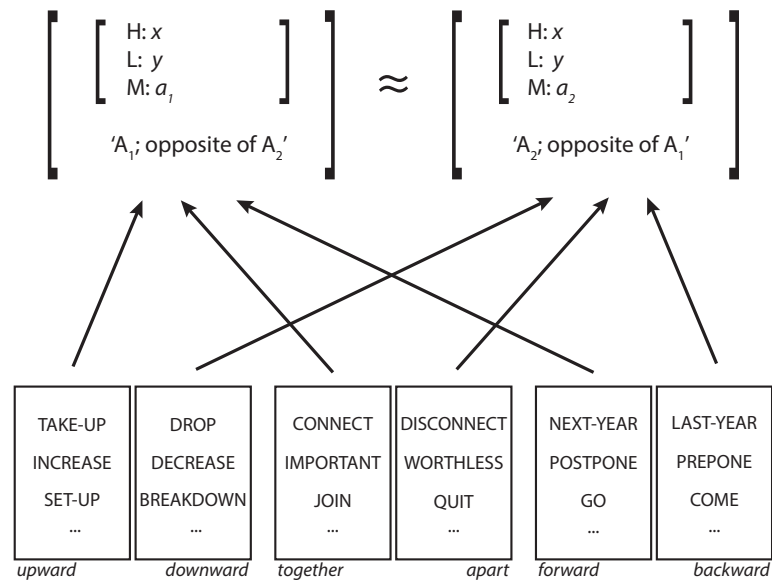 H: x
L: y
M: a₁
'A₁; opposite of A₂'
≈
H: x
L: y
M: a₂
'A₂; opposite of A₁'
TAKE-UP
INCREASE
SET-UP
...
upward
DROP
DECREASE
BREAKDOWN
...
downward
CONNECT
IMPORTANT
JOIN
...
together
DISCONNECT
WORTHLESS
QUIT
...
apart
NEXT-YEAR
POSTPONE
GO
...
forward
LAST-YEAR
PREPONE
COME
...
backward